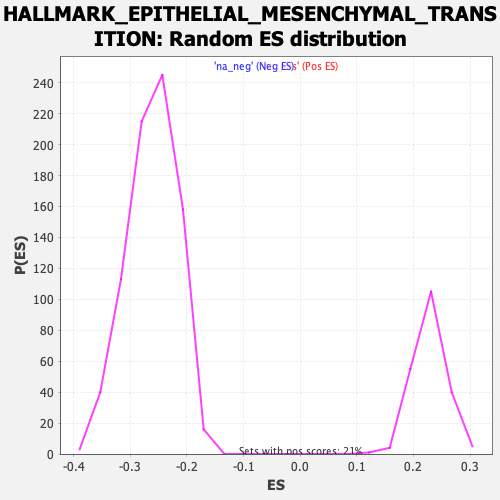 HALLMARK_EPITHELIAL_MESENCHYMAL_TRANS
ITION: Random ES distribution
'na_neg' (Neg ES)s' (Pos ES)
240
220
200
180
160
140
120
100
80
60
40
20
0
P(ES)
Sets with pos scores: 21%
-0.4 -0.3 -0.2 -0.1 0.0 0.1 0.2 0.3
ES